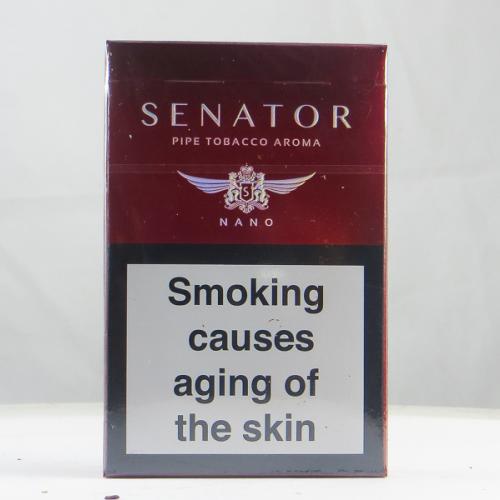 SENATOR
PIPE TOBACCO AROMA
S
NANO
Smoking
causes
aging of
the skin